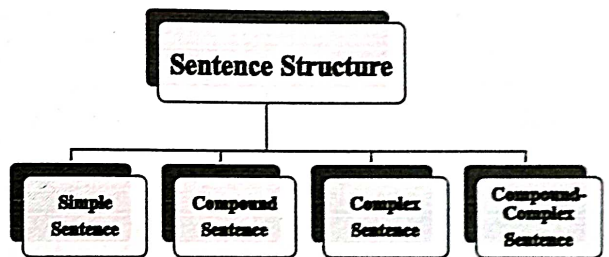 Sentence Structure
Simple
Sentence
Compound
Sentence
Complex
Sentence
Compound-
Complex
Sentence